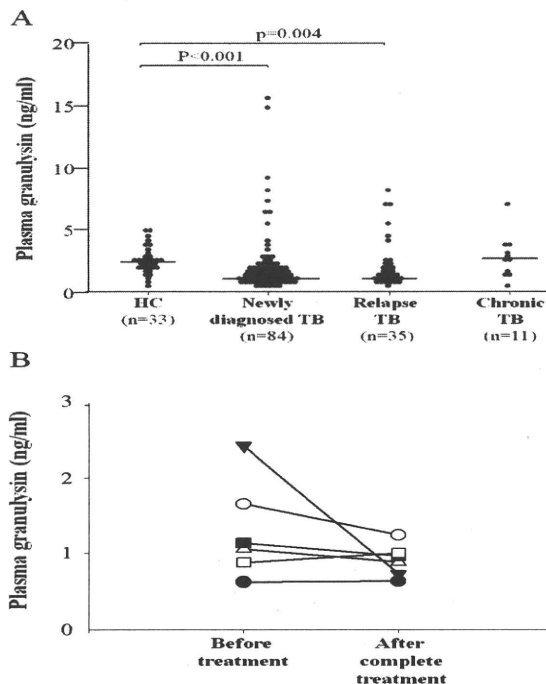 A
Plasma granulysin (ng/ml)
20
15
10
5
0
p=0.004
P<0.001
HC
(n=33)
Newly
diagnosed TB
(n=84)
Relapse
TB
(n=35)
Chronic
TB
(n=11)
B
Plasma granulysin (ng/ml)
3
2
1
0
Before
treatment
After
complete
treatment